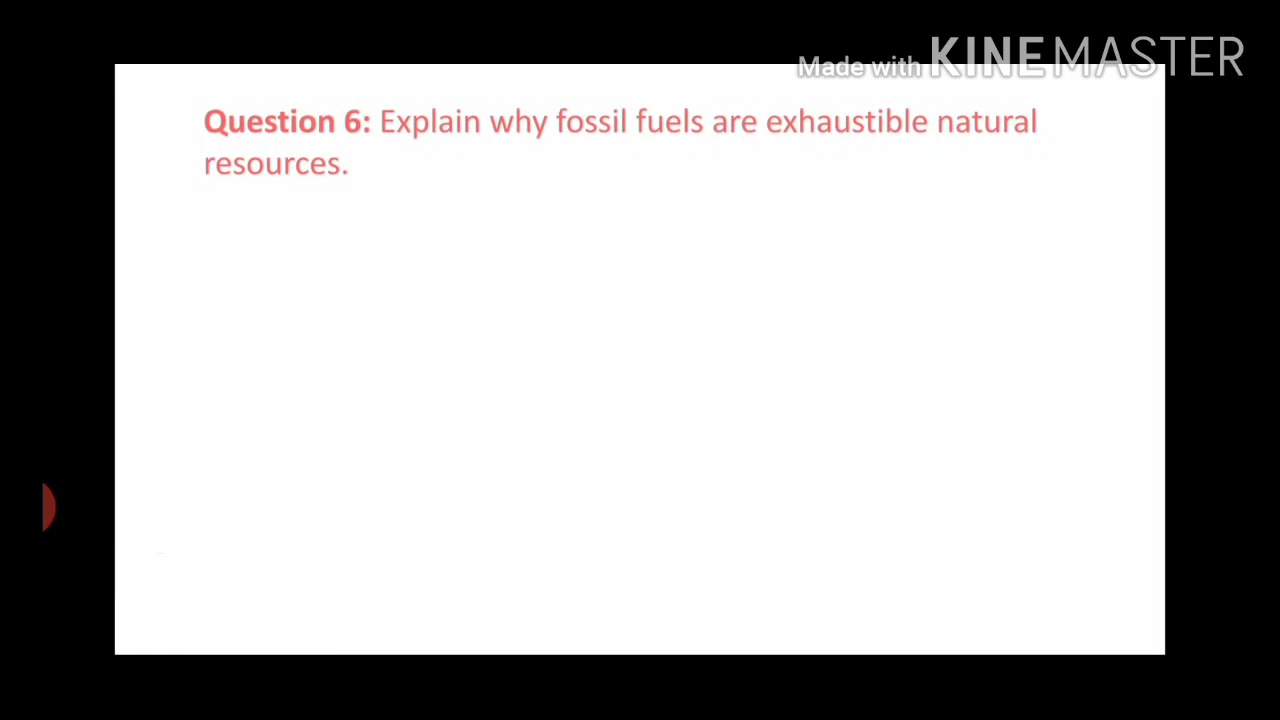 Made with KINEMASTER
Question 6: Explain why fossil fuels are exhaustible natural
resources.